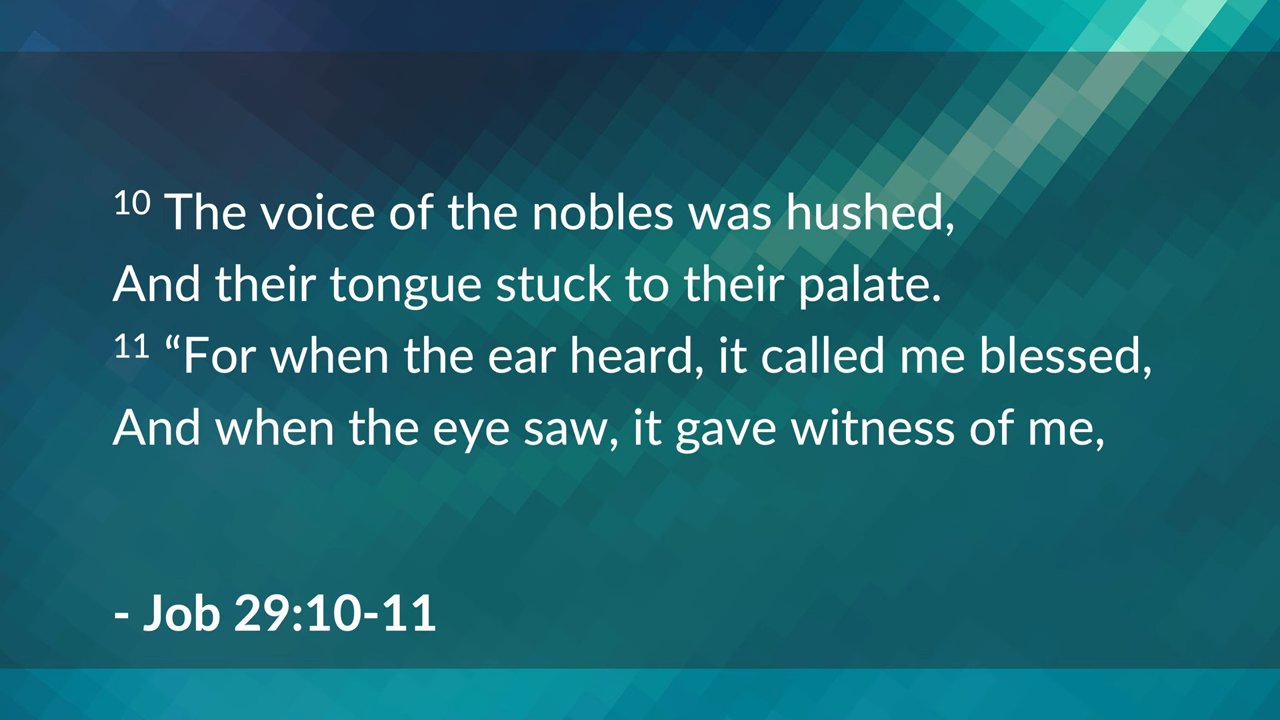 10 The voice of the nobles was hushed,
And their tongue stuck to their palate.
11 “For when the ear heard, it called me blessed,
And when the eye saw, it gave witness of me,
- Job 29:10-11